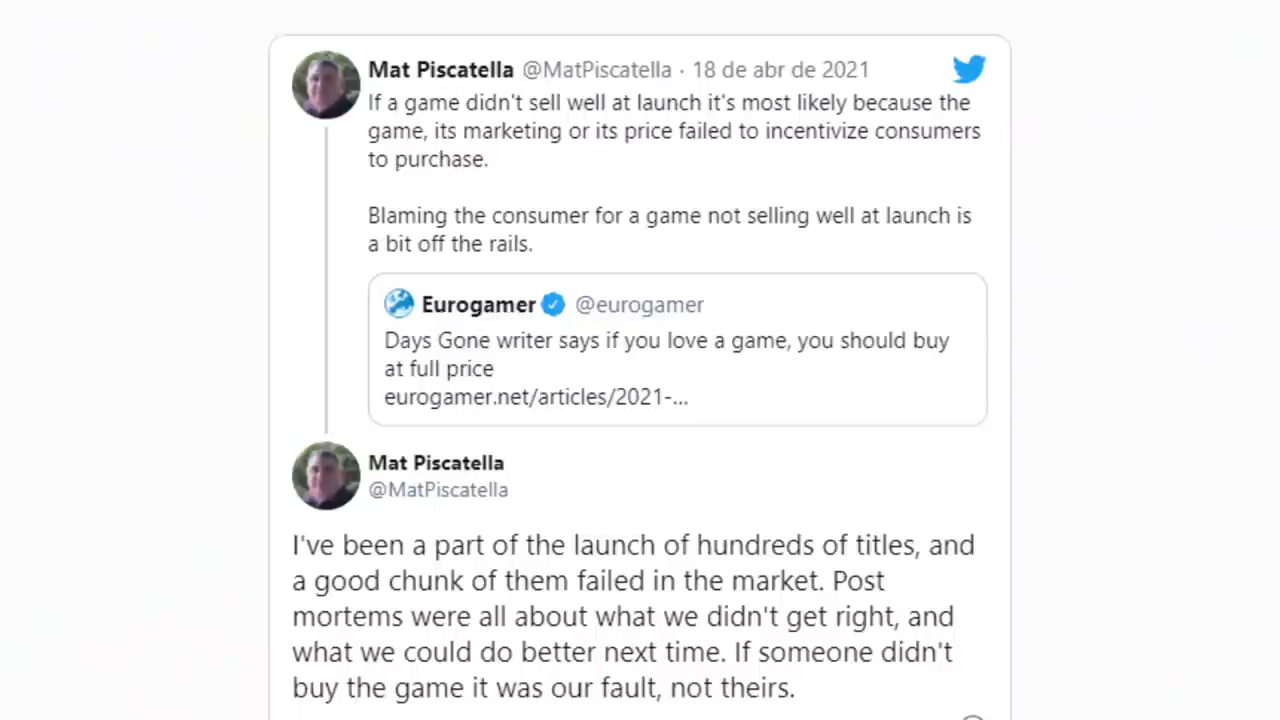 Mat Piscatella @MatPiscatella · 18 de abr de 2021
If a game didn't sell well at launch it's most likely because the
game, its marketing or its price failed to incentivize consumers
to purchase.
Blaming the consumer for a game not selling well at launch is
a bit off the rails.
Eurogamer @eurogamer
Days Gone writer says if you love a game, you should buy
at full price
eurogamer.net/articles/2021-...
Mat Piscatella
@MatPiscatella
I've been a part of the launch of hundreds of titles, and
a good chunk of them failed in the market. Post
mortems were all about what we didn't get right, and
what we could do better next time. If someone didn't
buy the game it was our fault, not theirs.